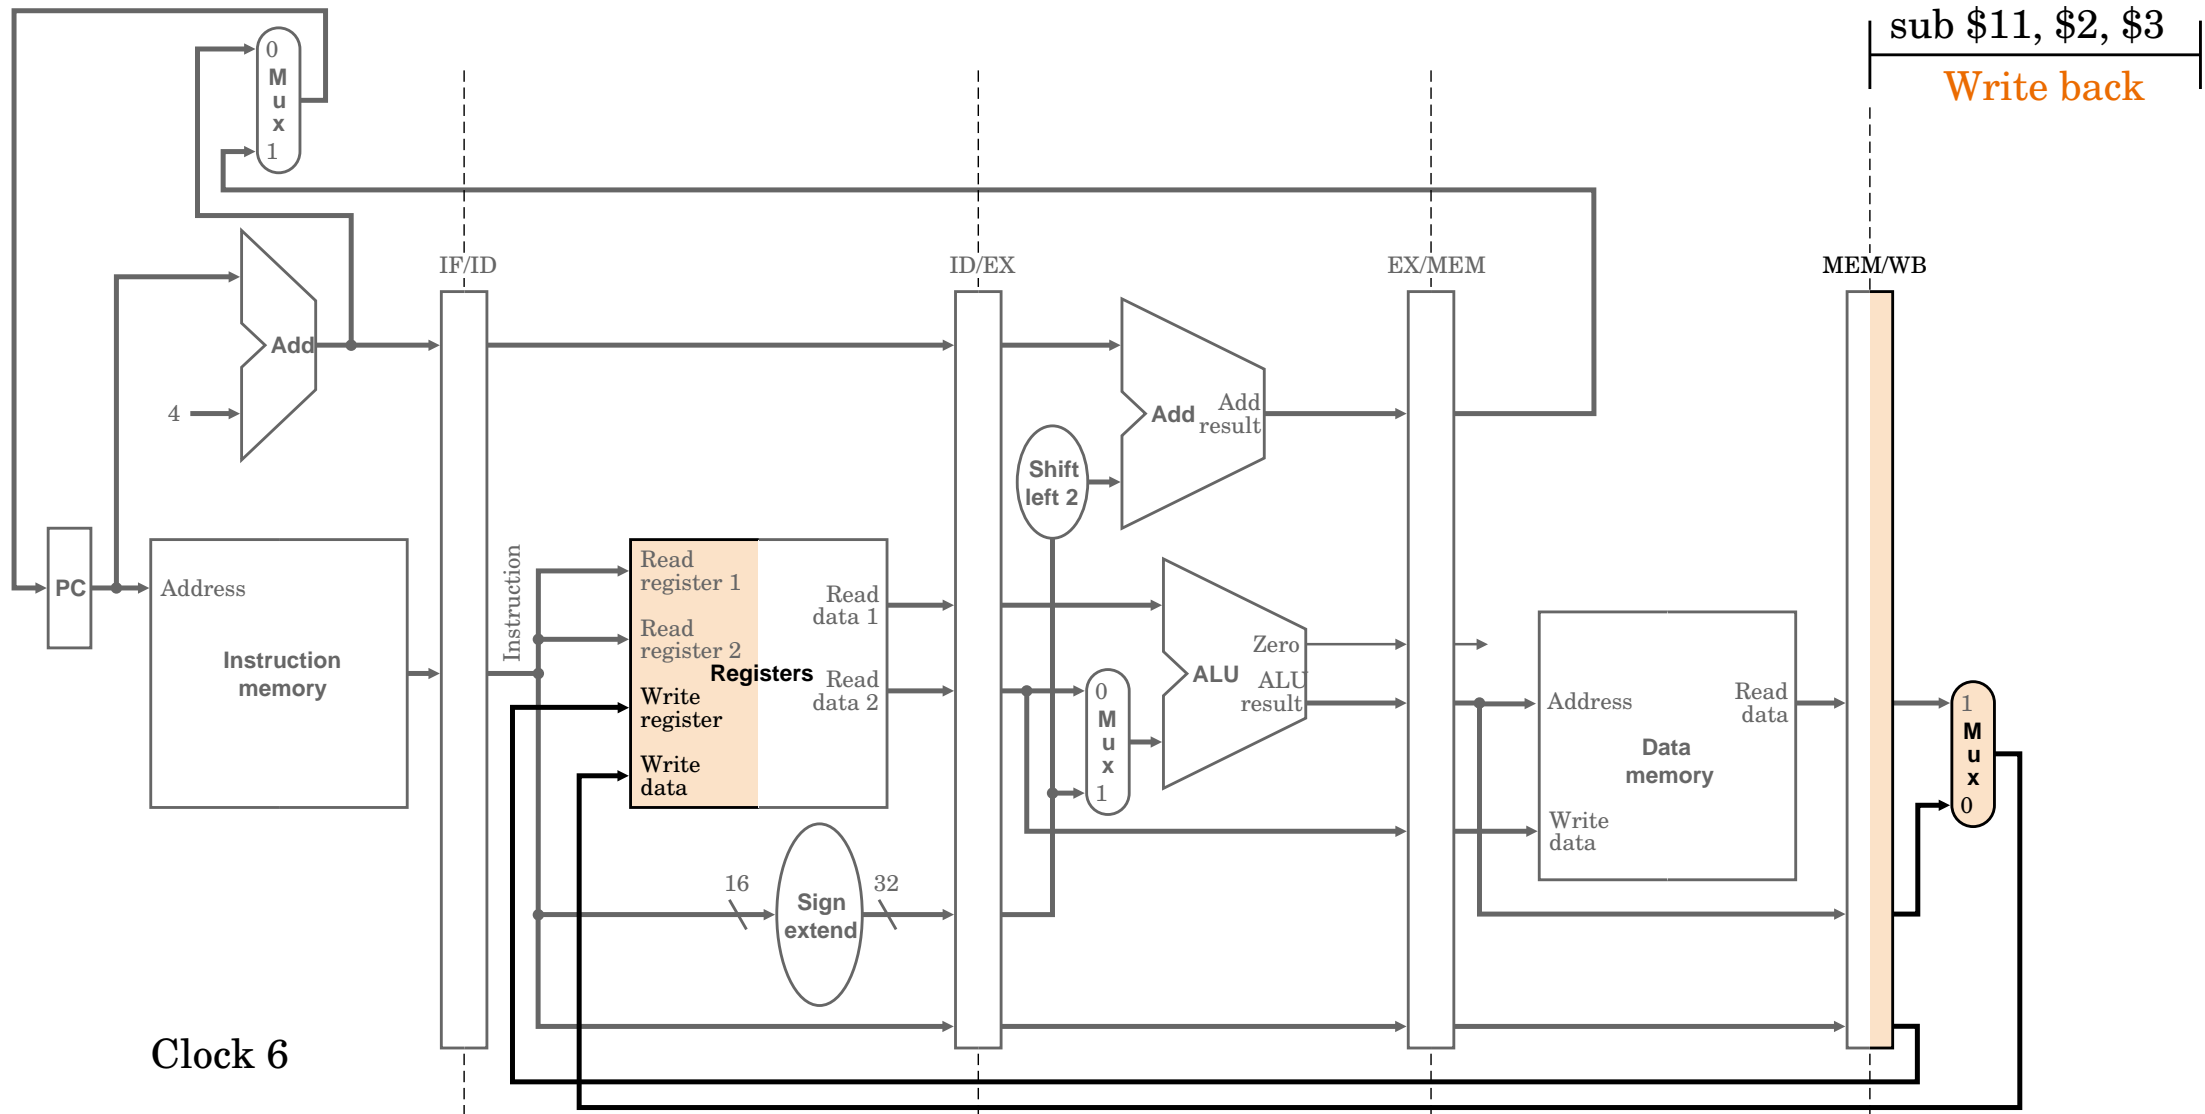 sub $11, $2, $3
Write back
0
M
u
x
1
IF/ID
ID/EX
EX/MEM
MEM/WB
Add
4
Add
Add
result
Shift
left 2
PC
Address
Instruction
memory
Instruction
Read
register 1
Read
register 2
Registers
Write
register
Write
data
Read
data 1
Read
data 2
0
M
u
x
1
Zero
ALU
ALU
result
Address
Read
data
Data
memory
Write
data
1
M
u
x
0
16
Sign
extend
32
Clock 6